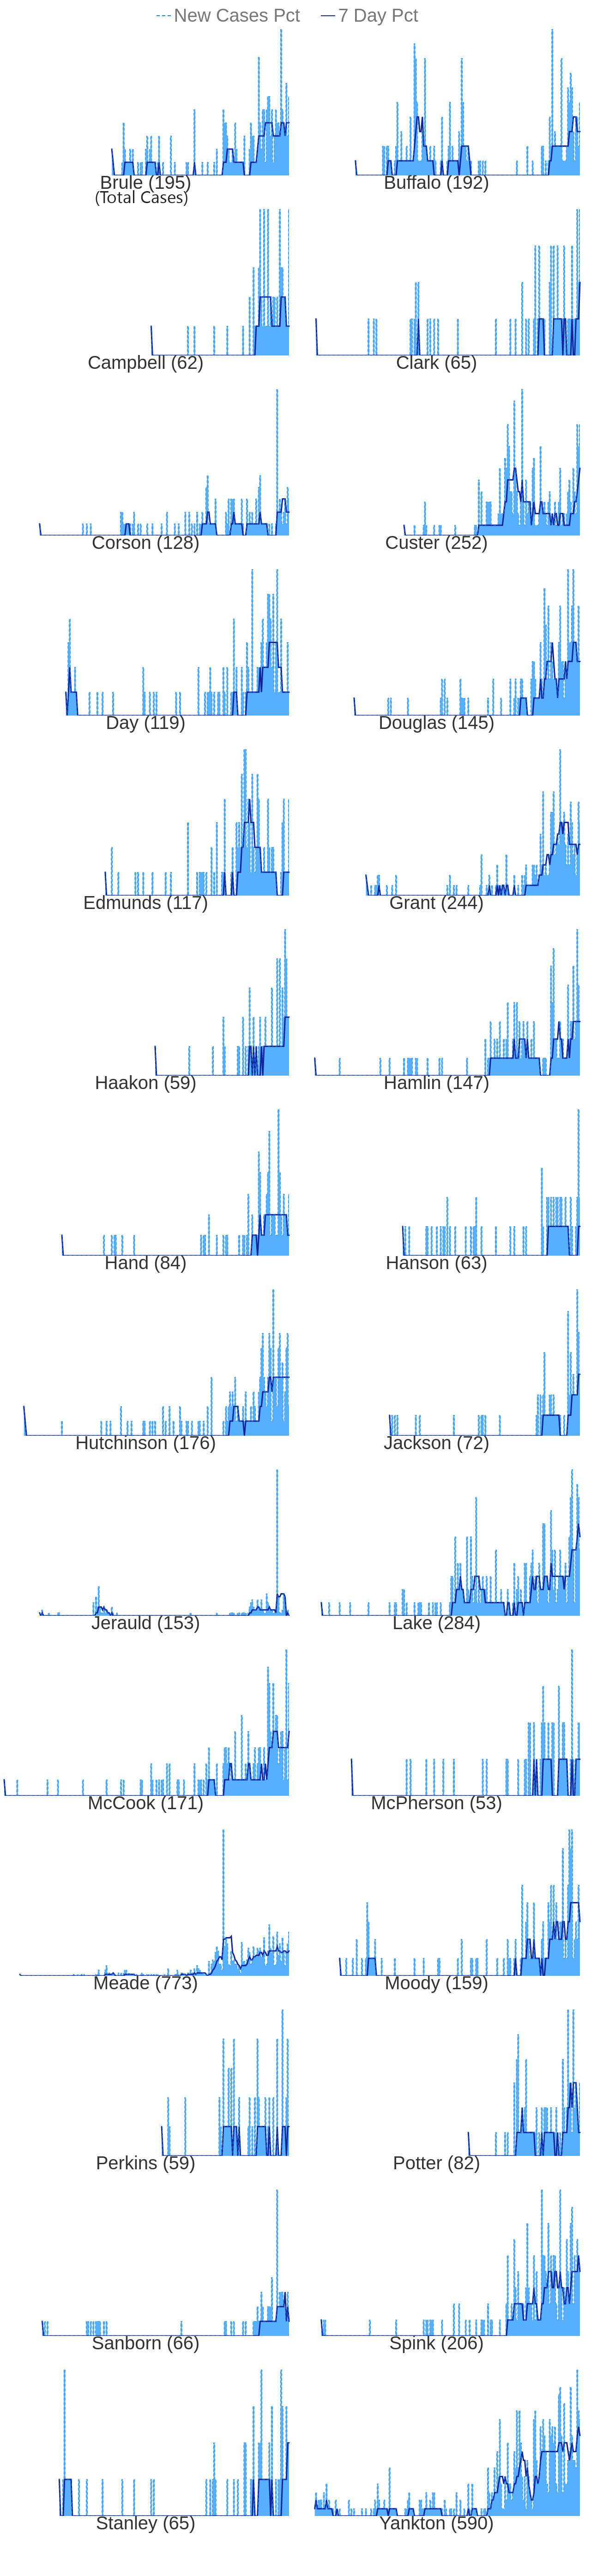 New Cases Pct 7 Day Pct
Brule (195) Buffalo (192)
(Total Cases)
Campbell (62) Clark (65)
Corson (128) Custer (252)
Day (119) Douglas (145)
Edmunds (117) Grant (244)
Haakon (59) Hamlin (147)
Hand (84) Hanson (63)
Hutchinson (176) Jackson (72)
Jerauld (153) Lake (284)
McCook (171) McPherson (53)
Meade (773) Moody (159)
Perkins (59) Potter (82)
Sanborn (66) Spink (206)
Stanley (65) Yankton (590)